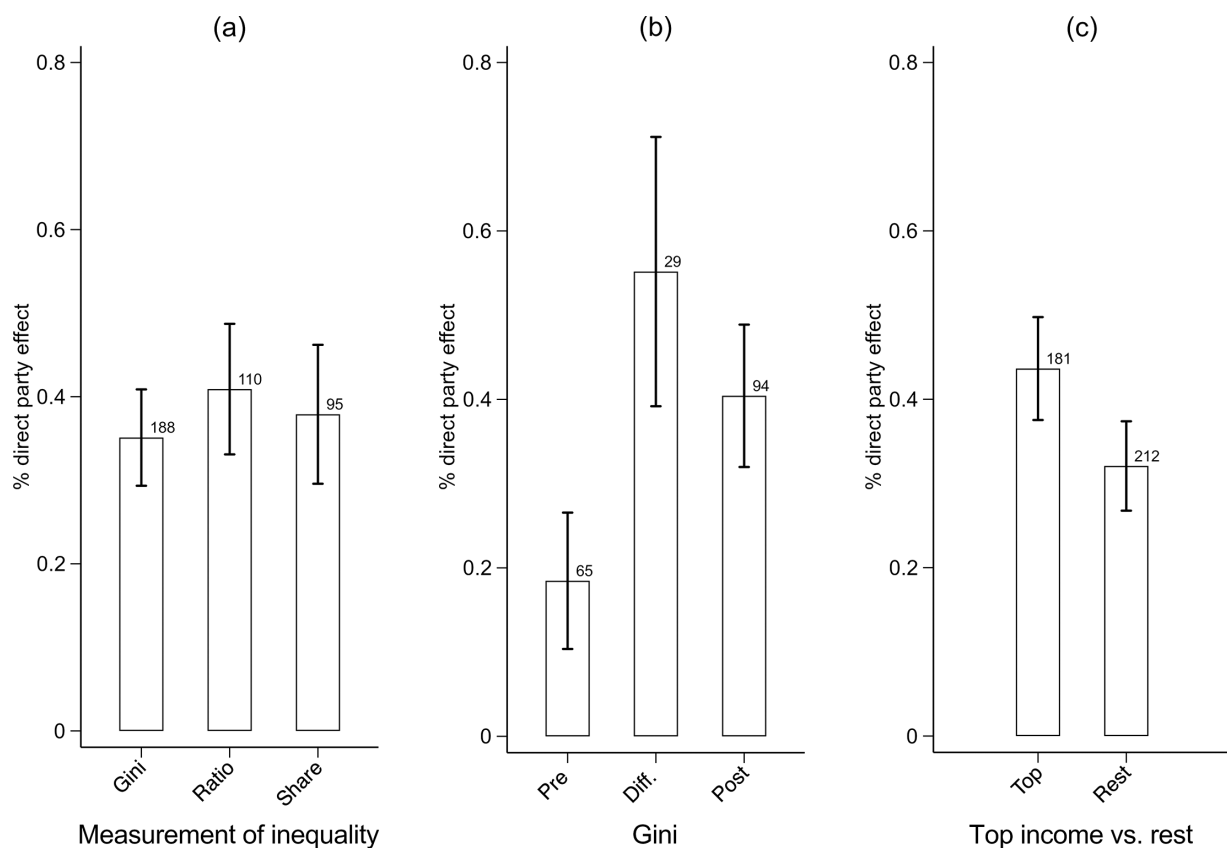 (a)
% direct party effect
0.8
0.6
0.4
0.2
0
188
110
95
Gini
Ratio
Share
Measurement of inequality
(b)
% direct party effect
0.8
0.6
0.4
0.2
0
65
29
94
Pre
Diff.
Post
Gini
(c)
% direct party effect
0.8
0.6
0.4
0.2
0
181
212
Top
Rest
Top income vs. rest